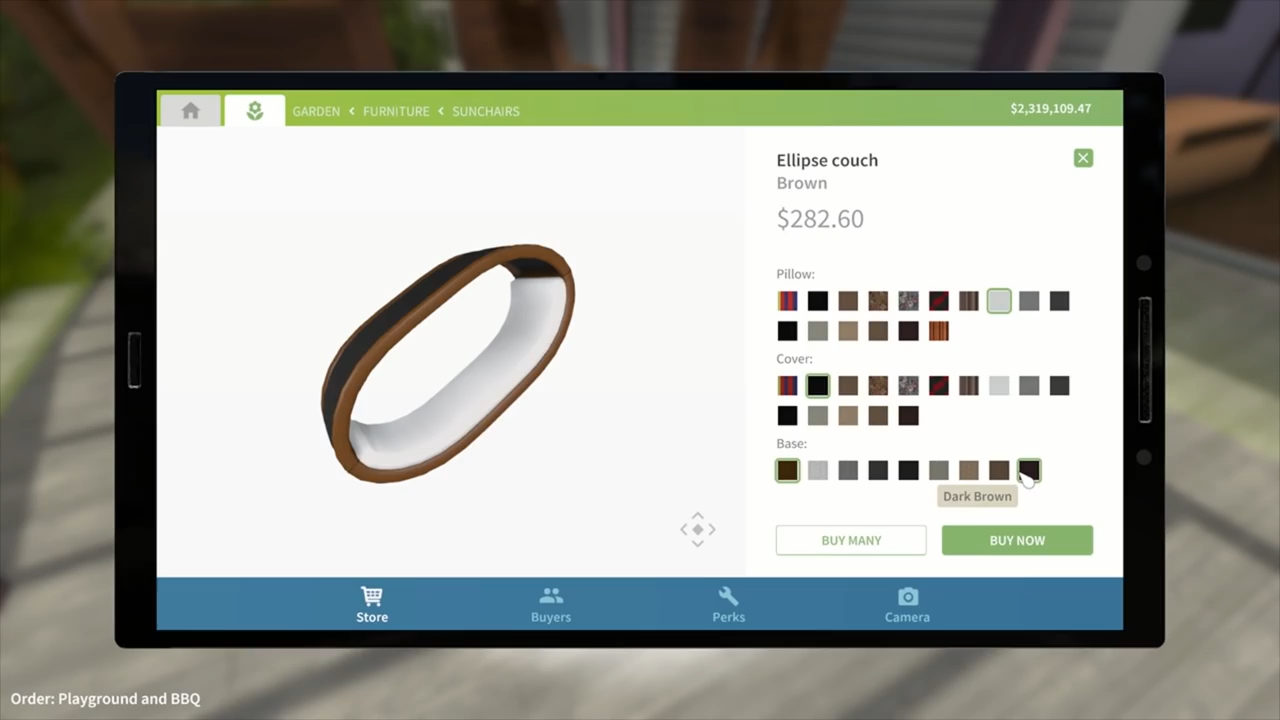 GARDEN < FURNITURE < SUNCHAIRS
$2,319,109.47
Ellipse couch
Brown
$282.60
Pillow:
Cover:
Base:
Dark Brown
BUY MANY
BUY NOW
Store
Buyers
Perks
Camera
Order: Playground and BBQ